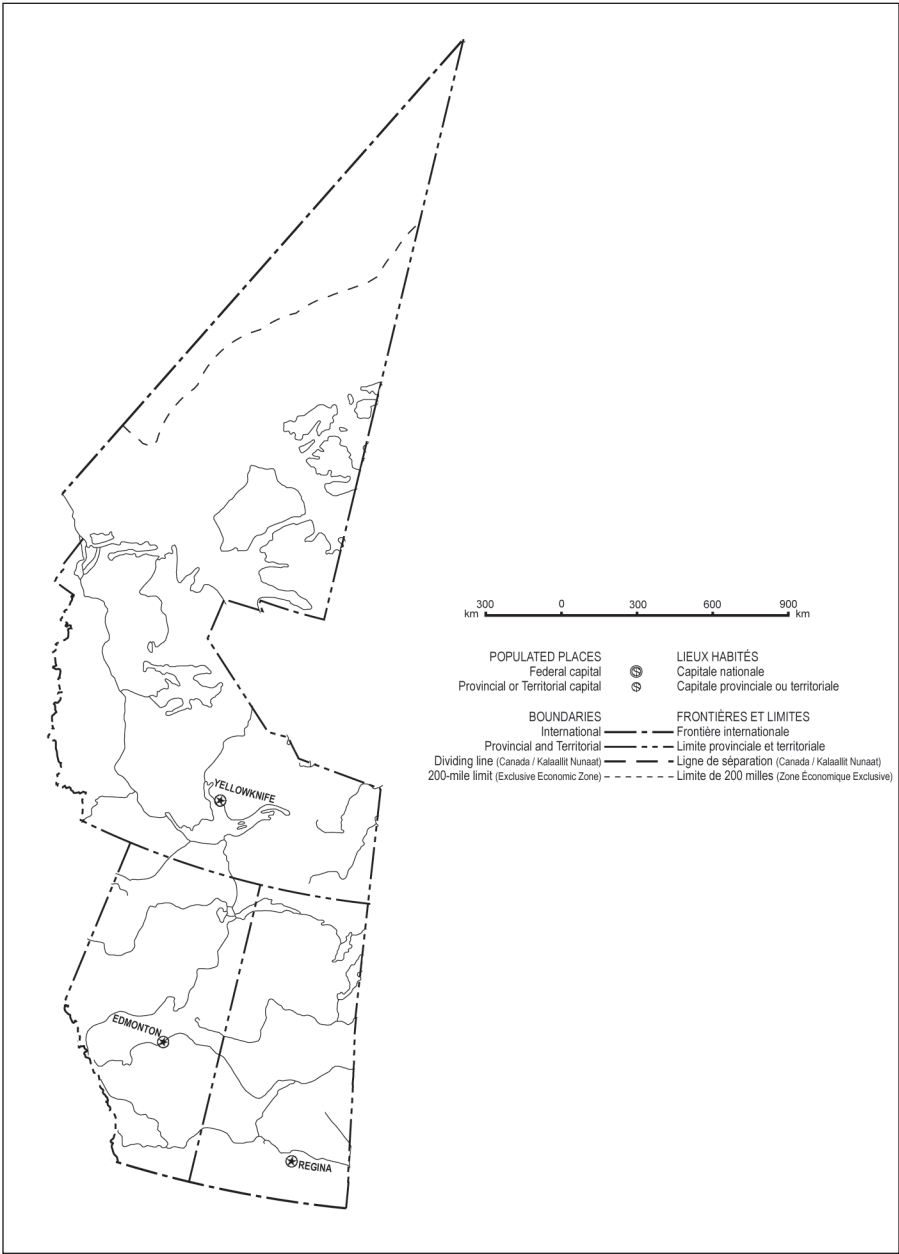 YELLOWKNIFE
EDMONTON
REGINA
300 0 300 600 900
km km
POPULATED PLACES LIEUX HABITÉS
Federal capital Capitale nationale
Provincial or Territorial capital Capitale provinciale ou territoriale
BOUNDARIES FRONTIÈRES ET LIMITES
International Frontière internationale
Provincial and Territorial Limite provinciale et territoriale
Dividing line (Canada / Kalaallit Nunaat) Ligne de séparation (Canada / Kalaallit Nunaat)
200-mile limit (Exclusive Economic Zone) Limite de 200 milles (Zone Économique Exclusive)